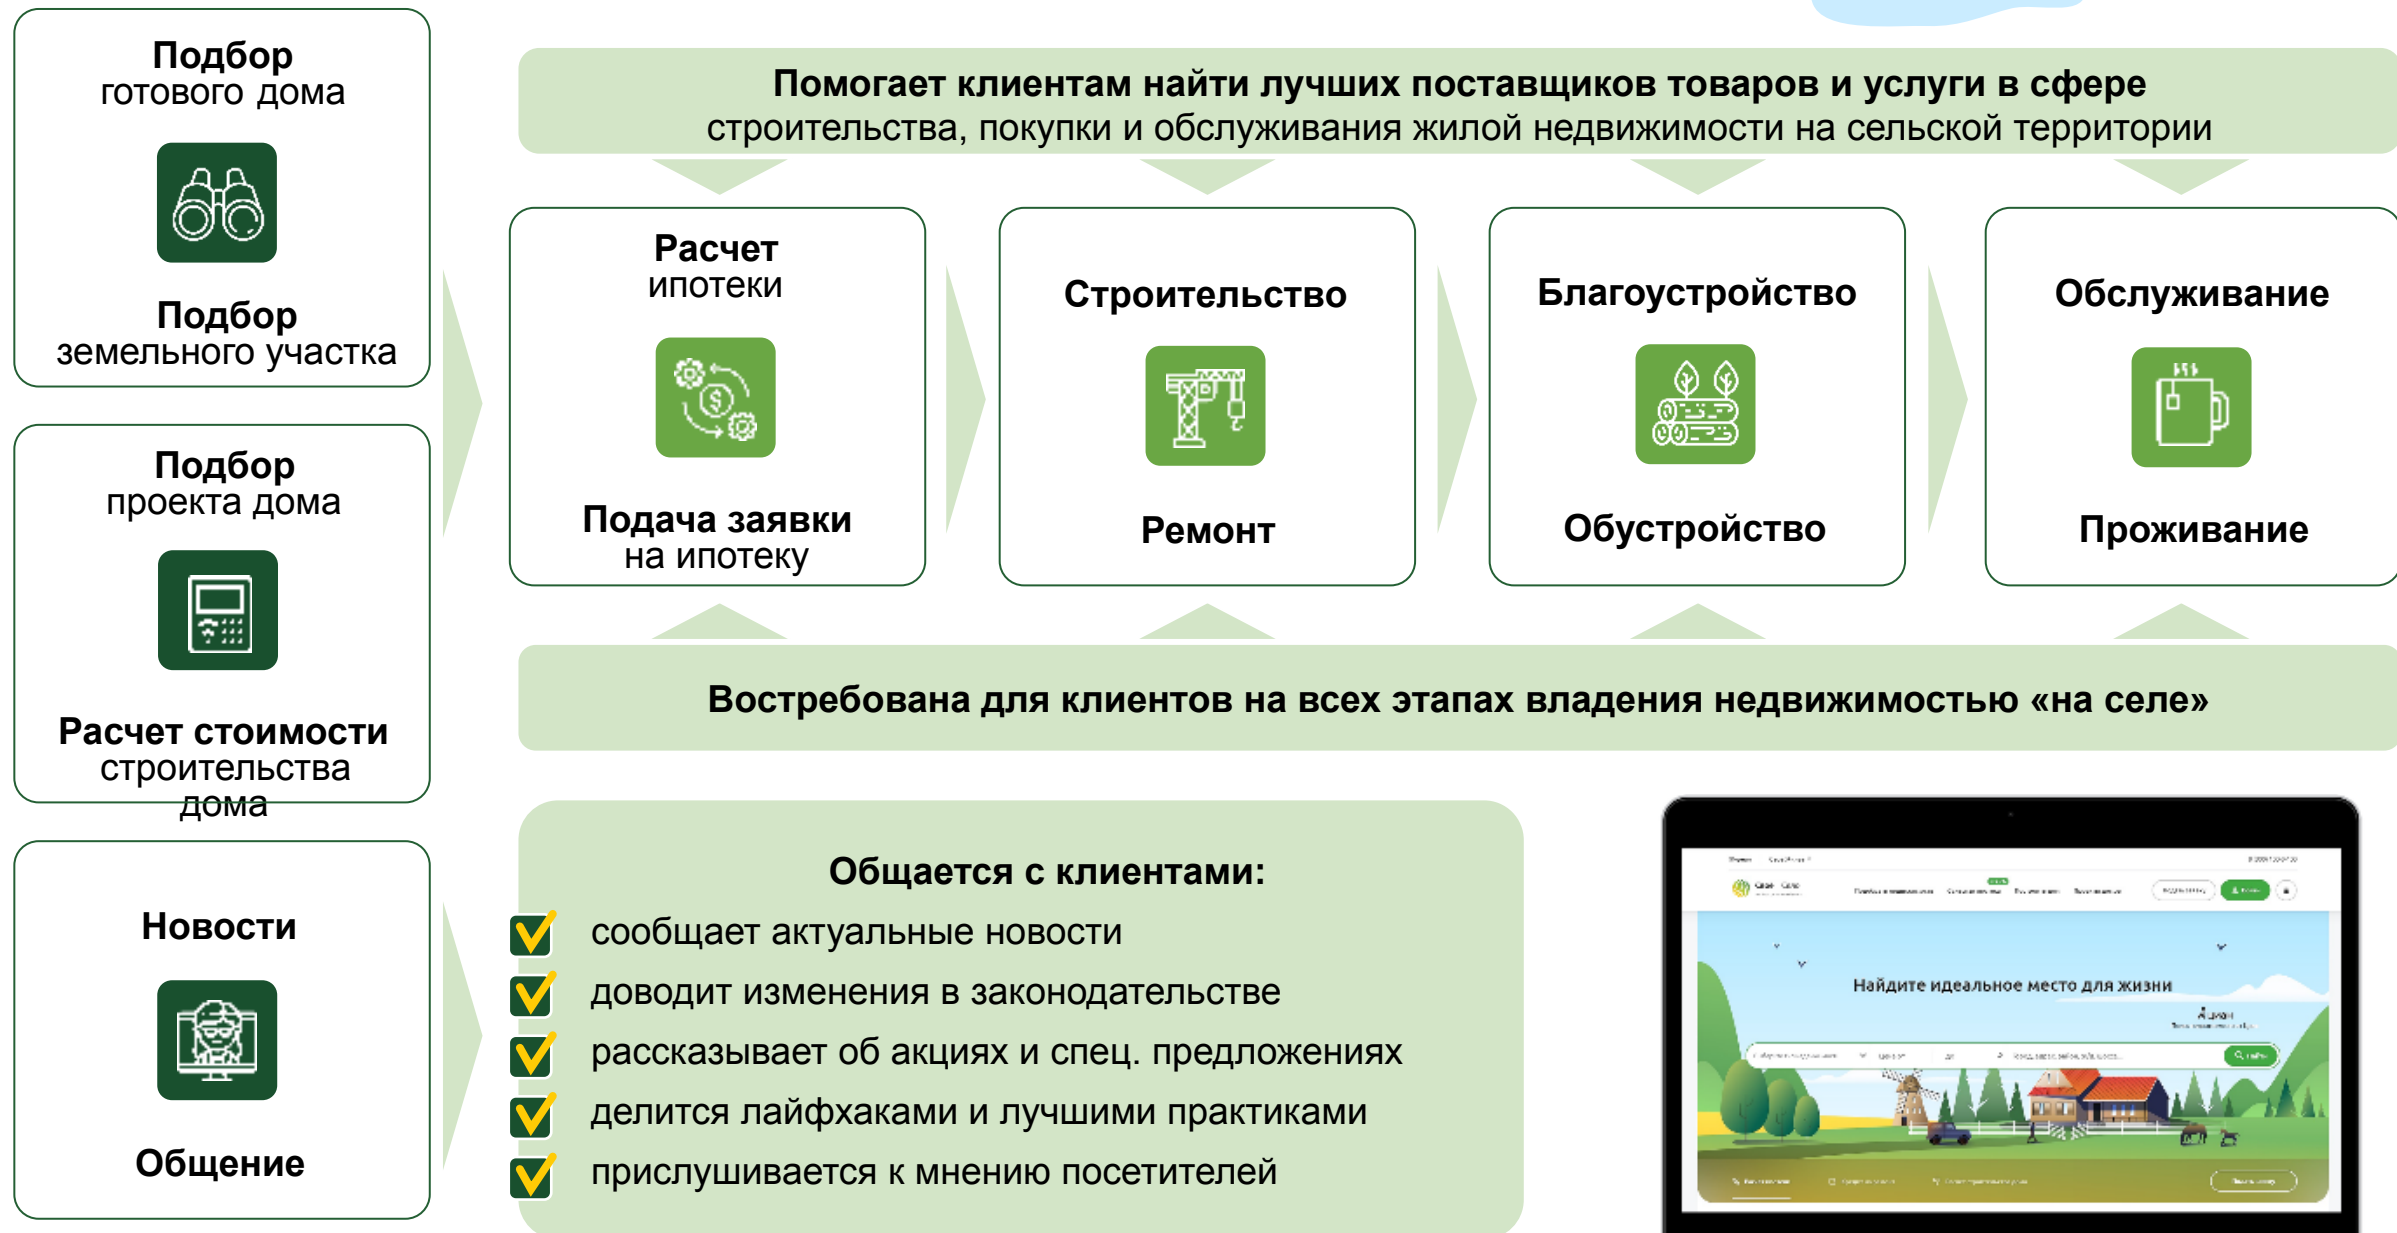 Подбор
готового дома
Подбор
земельного участка
Подбор
проекта дома
Расчет стоимости
строительства
дома
Новости
Общение
Помогает клиентам найти лучших поставщиков товаров и услуги в сфере
строительства, покупки и обслуживания жилой недвижимости на сельской территории
Расчет
ипотеки
Подача заявки
на ипотеку
Строительство
Ремонт
Благоустройство
Обустройство
Обслуживание
Проживание
Востребована для клиентов на всех этапах владения недвижимостью «на селе»
Общается с клиентами:
сообщает актуальные новости
доводит изменения в законодательстве
рассказывает об акциях и спец. предложениях
делится лайфхаками и лучшими практиками
прислушивается к мнению посетителей
Найдите идеальное место для жизни
циан